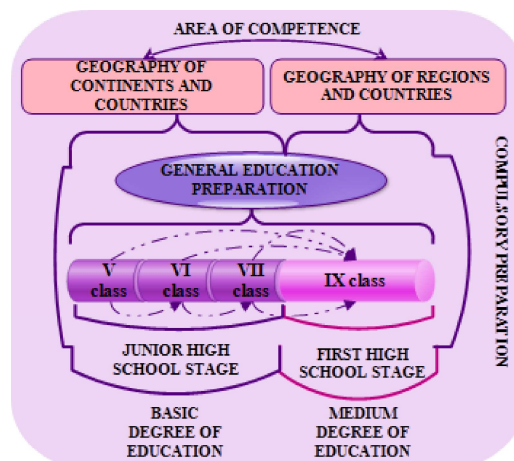 AREA OF COMPETENCE
GEOGRAPHY OF
CONTINENTS AND
COUNTRIES
GEOGRAPHY OF REGIONS
AND COUNTRIES
GENERAL EDUCATION
PREPARATION
COMPULSORY PREPARATION
V
class
VI
class
VII
class
IX class
JUNIOR HIGH
SCHOOL STAGE
FIRST HIGH
SCHOOL STAGE
BASIC
DEGREE OF
EDUCATION
MEDIUM
DEGREE OF
EDUCATION